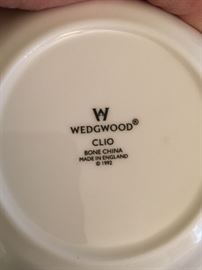 W
WEDGWOOD®
CLIO
BONE CHINA
MADE IN ENGLAND
© 1992